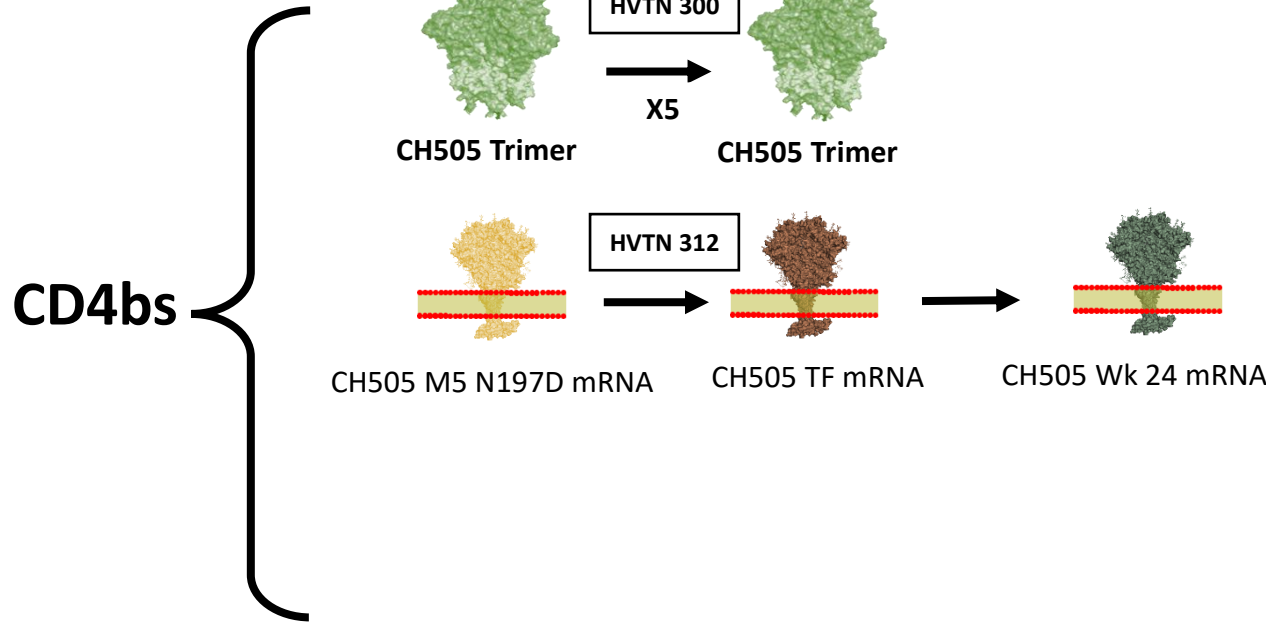 HVTN 300
X5
CH505 Trimer
CH505 Trimer
HVTN 312
CD4bs
CH505 M5 N197D mRNA
CH505 TF mRNA
CH505 Wk 24 mRNA